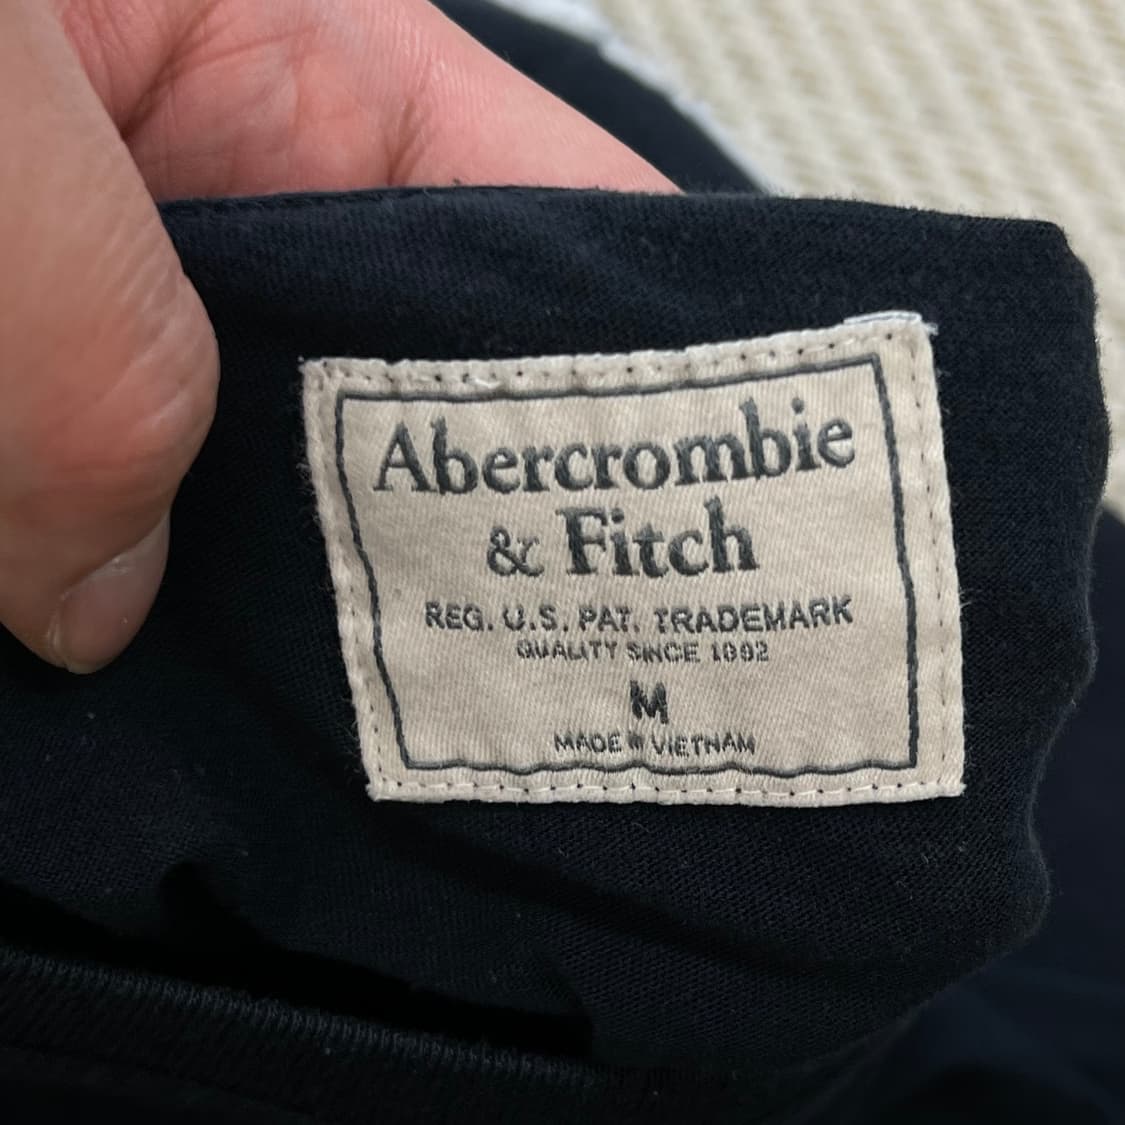 Abercrombie
& Fitch
REG. U.S. PAT. TRADEMARK
QUALITY SINCE 1892
M
MADE IN VIETNAM